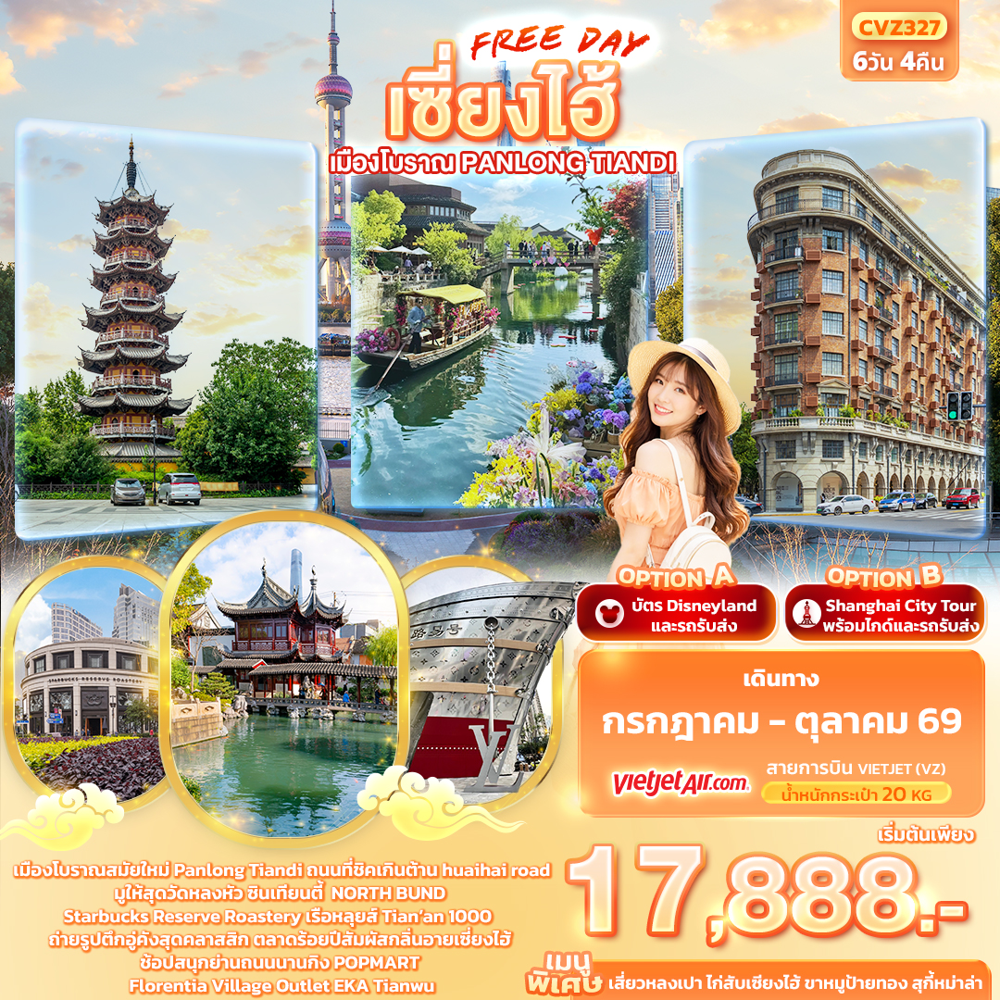 CVZ327
6วัน 4คืน
FREE DAY
เซี่ยงไฮ้
เมืองโบราณ PANLONG TIANDI
OPTION A
บัตร Disneyland
และรถรับส่ง
OPTION B
Shanghai City Tour
พร้อมไกด์และรถรับส่ง
เดินทาง
กรกฎาคม - ตุลาคม 69
สายการบิน VIETJET (VZ)
vietjetAir.com
น้ำหนักกระเป๋า 20 KG
เริ่มต้นเพียง
17,888.-
STARBUCKS RESERVE ROASTERY
路易号
LV
เมืองโบราณสมัยใหม่ Panlong Tiandi ถนนที่ชิคเกินต้าน huaihai road
มูให้สุดวัดหลงหัว ซินเทียนตี้ NORTH BUND
Starbucks Reserve Roastery เรือหลุยส์ Tian’an 1000
ถ่ายรูปตึกอู่คังสุดคลาสสิก ตลาดร้อยปีสัมผัสกลิ่นอายเซี่ยงไฮ้
ช้อปสนุกย่านถนนนานกิง POPMART
Florentia Village Outlet EKA Tianwu
เมนู
พิเศษ
เสี่ยวหลงเปา ไก่สับเซียงไฮ้ ขาหมูป้ายทอง สุกี้หม่าล่า